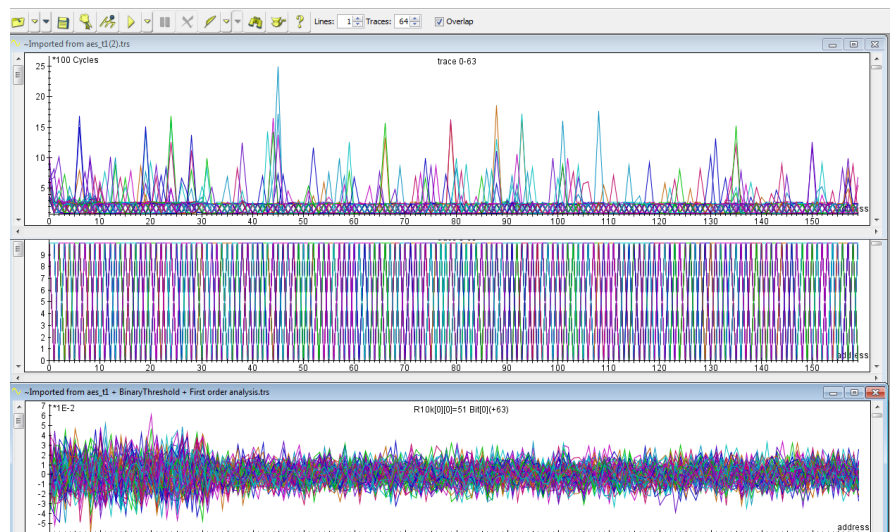 Lines: 1 Traces: 64 Overlap
~Imported from aes_t1(2).trs
*100 Cycles
trace 0-63
25
20
15
10
5
address
0 10 20 30 40 50 60 70 80 90 100 110 120 130 140 150
9
8
7
6
5
4
3
2
1
0
address
0 10 20 30 40 50 60 70 80 90 100 110 120 130 140 150
~Imported from aes_t1 + BinaryThreshold + First order analysis.trs
7 *1E-2
R10k[0][0]=51 Bit[0](+63)
6
5
4
3
2
1
0
-1
-2
-3
-4
-5
address